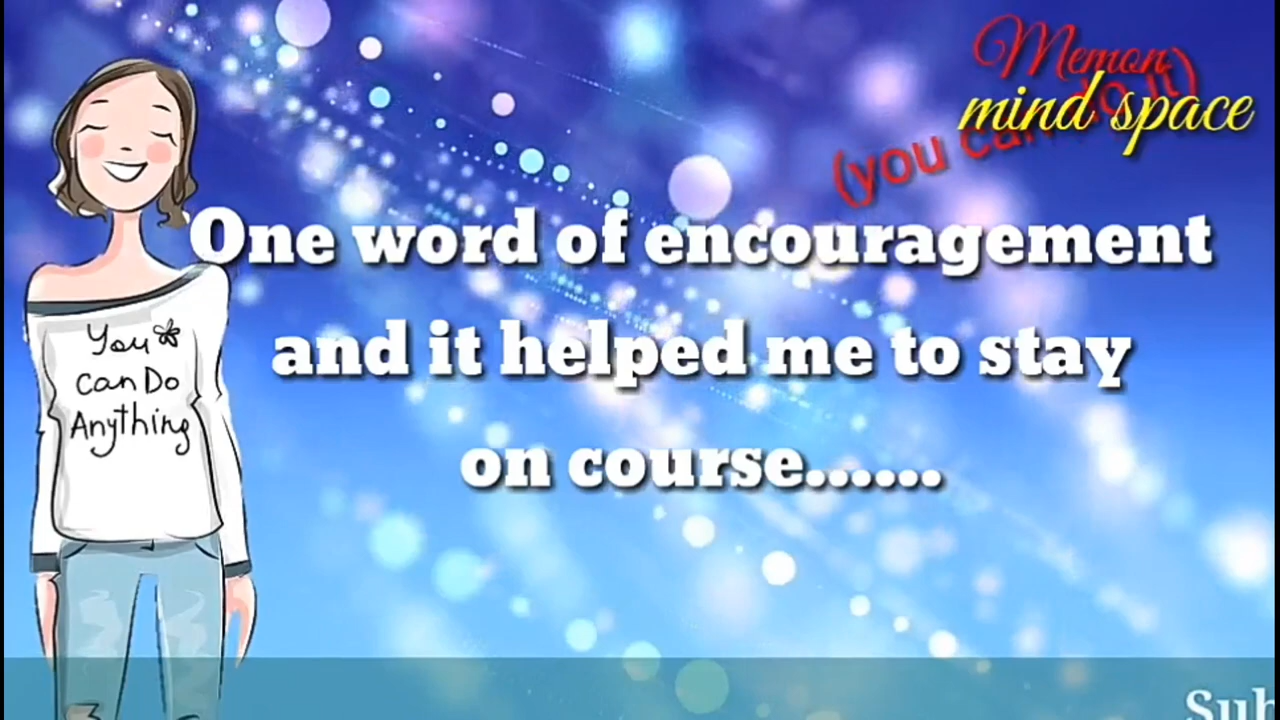 Memon
mind space
(you can do it)
One word of encouragement
and it helped me to stay
on course......
You
can Do
Anything
Sub